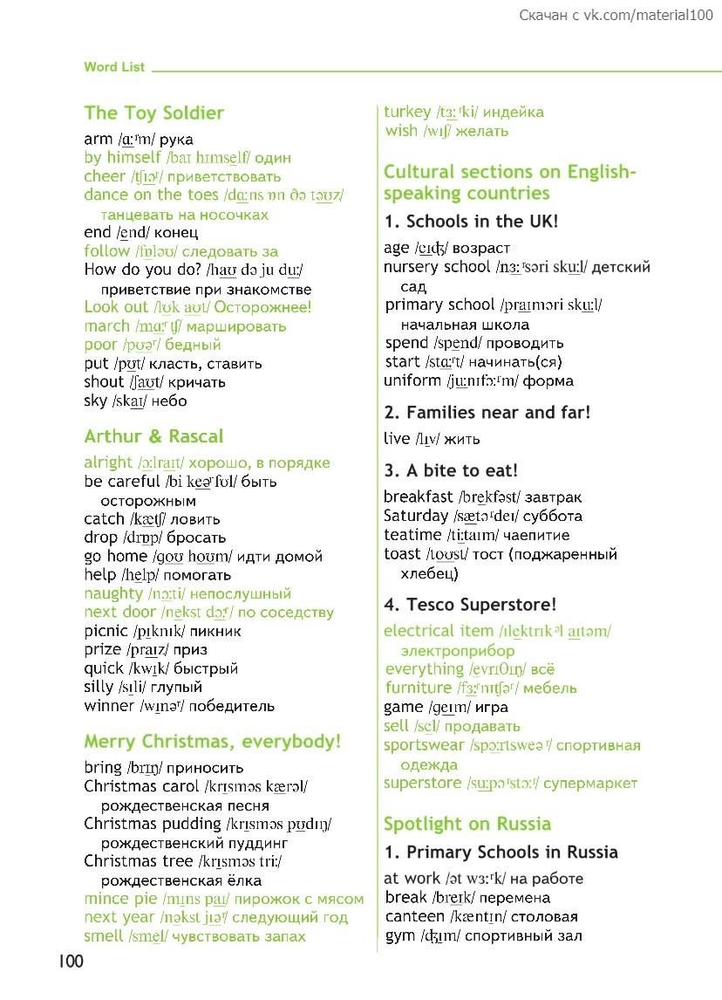 Скачан с vk.com/material100
Word List
The Toy Soldier
arm /ɑːʳm/ рука
by himself /baɪ hɪmself/ один
cheer /tʃɪəʳ/ приветствовать
dance on the toes /dɑːns ɒn ðə təʊz/
танцевать на носочках
end /end/ конец
follow /fɒləʊ/ следовать за
How do you do? /haʊ də ju duː/
приветствие при знакомстве
Look out /lʊk aʊt/ Осторожнее!
march /mɑːʳtʃ/ маршировать
poor /pʊəʳ/ бедный
put /pʊt/ класть, ставить
shout /ʃaʊt/ кричать
sky /skaɪ/ небо
Arthur & Rascal
alright /ɔːlraɪt/ хорошо, в порядке
be careful /bi keəʳfʊl/ быть
осторожным
catch /kætʃ/ ловить
drop /drɒp/ бросать
go home /goʊ hoʊm/ идти домой
help /help/ помогать
naughty /nɔːti/ непослушный
next door /nekst dɔːʳ/ по соседству
picnic /pɪknɪk/ пикник
prize /praɪz/ приз
quick /kwɪk/ быстрый
silly /sɪli/ глупый
winner /wɪnəʳ/ победитель
Merry Christmas, everybody!
bring /brɪŋ/ приносить
Christmas carol /krɪsməs kærəl/
рождественская песня
Christmas pudding /krɪsməs pʊdɪŋ/
рождественский пуддинг
Christmas tree /krɪsməs triː/
рождественская ёлка
mince pie /mɪns paɪ/ пирожок с мясом
next year /nəkst jɪəʳ/ следующий год
smell /smel/ чувствовать запах
turkey /tɜːʳki/ индейка
wish /wɪʃ/ желать
Cultural sections on English-
speaking countries
1. Schools in the UK!
age /eɪdʒ/ возраст
nursery school /nɜːʳsəri skuːl/ детский
сад
primary school /praɪməri skuːl/
начальная школа
spend /spend/ проводить
start /stɑːʳt/ начинать(ся)
uniform /juːnɪfɔːʳm/ форма
2. Families near and far!
live /lɪv/ жить
3. A bite to eat!
breakfast /brekfəst/ завтрак
Saturday /sætəʳdeɪ/ суббота
teatime /tiːtaɪm/ чаепитие
toast /toʊst/ тост (поджаренный
хлебец)
4. Tesco Superstore!
electrical item /ɪlektrɪkᵊl aɪtəm/
электроприбор
everything /evrɪθɪŋ/ всё
furniture /fɜːʳnɪtʃəʳ/ мебель
game /geɪm/ игра
sell /sel/ продавать
sportswear /spɔːrtsweəʳ/ спортивная
одежда
superstore /suːpəʳstɔːʳ/ супермаркет
Spotlight on Russia
1. Primary Schools in Russia
at work /ət wɜːʳk/ на работе
break /breɪk/ перемена
canteen /kæntɪn/ столовая
gym /dʒɪm/ спортивный зал
100